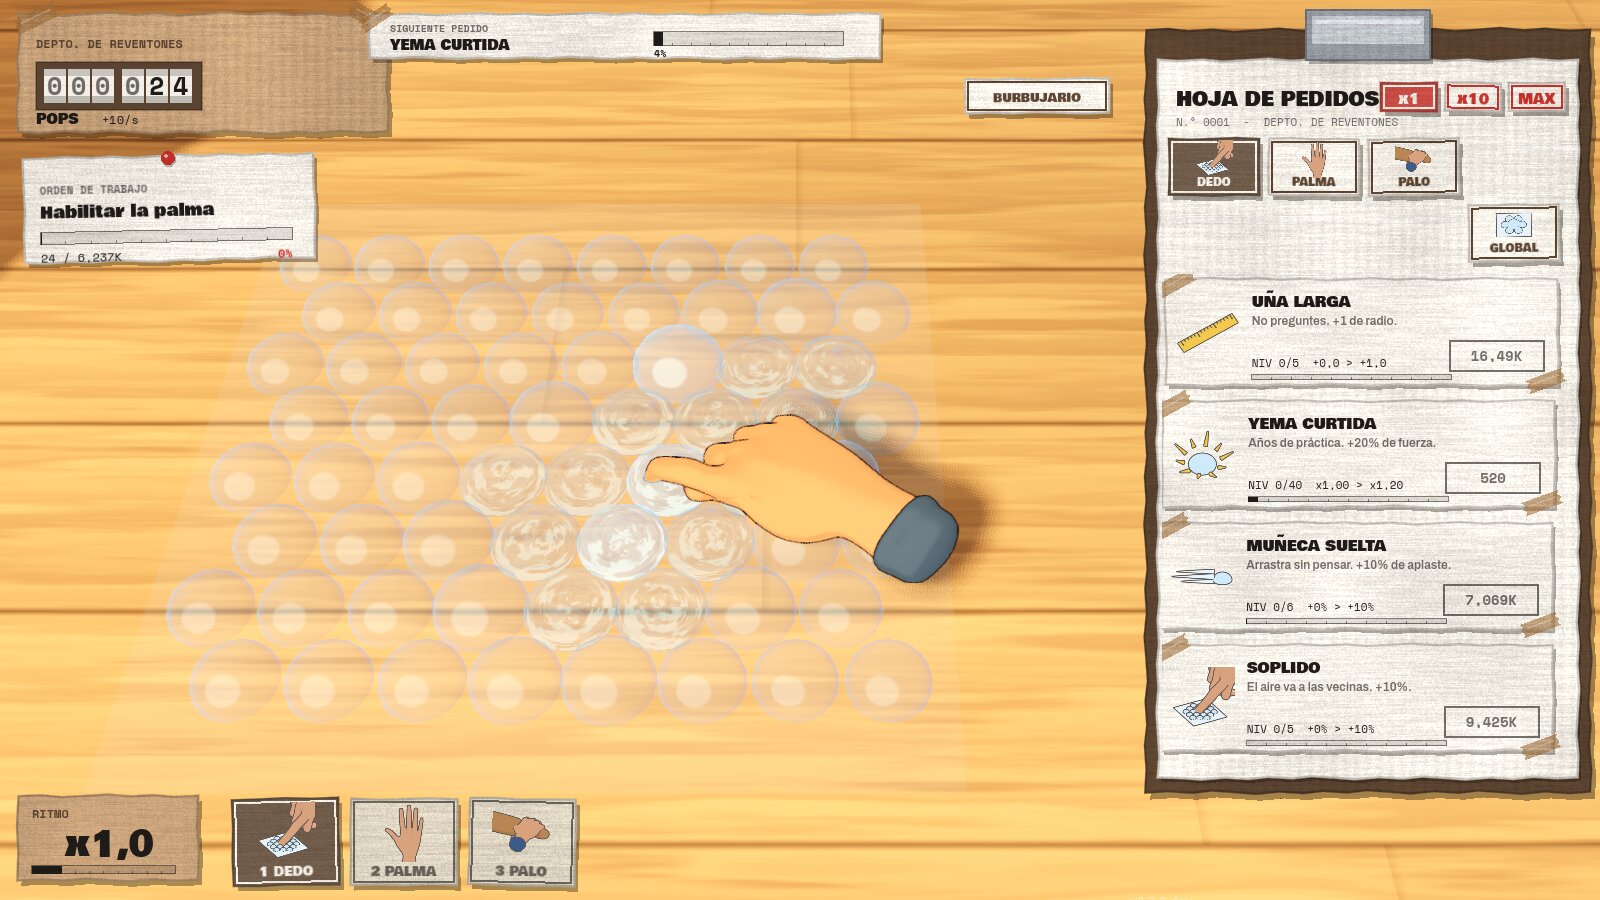 DEPTO. DE REVENTONES
000 024
POPS +10/s
SIGUIENTE PEDIDO
YEMA CURTIDA
4%
BURBUJARIO
ORDEN DE TRABAJO
Habilitar la palma
24 / 6,237K 0%
HOJA DE PEDIDOS x1 x10 MAX
N.° 0001 - DEPTO. DE REVENTONES
DEDO PALMA PALO
GLOBAL
UÑA LARGA
No preguntes. +1 de radio.
NIV 0/5 +0,0 > +1,0 16,49K
YEMA CURTIDA
Años de práctica. +20% de fuerza.
NIV 0/40 x1,00 > x1,20 520
MUÑECA SUELTA
Arrastra sin pensar. +10% de aplaste.
NIV 0/6 +0% > +10% 7,069K
SOPLIDO
El aire va a las vecinas. +10%.
NIV 0/5 +0% > +10% 9,425K
RITMO
x1,0
1 DEDO 2 PALMA 3 PALO